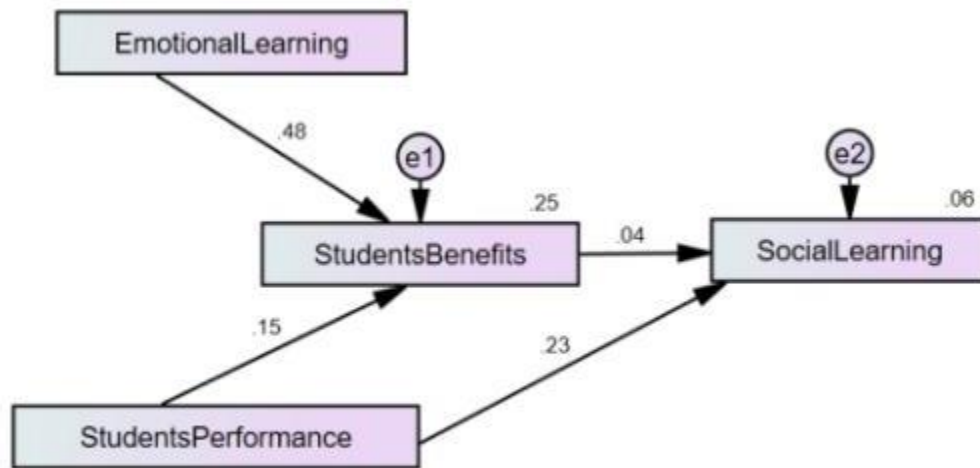 EmotionalLearning
.48
e1
e2
.25
.06
StudentsBenefits
.04
SocialLearning
.15
.23
StudentsPerformance